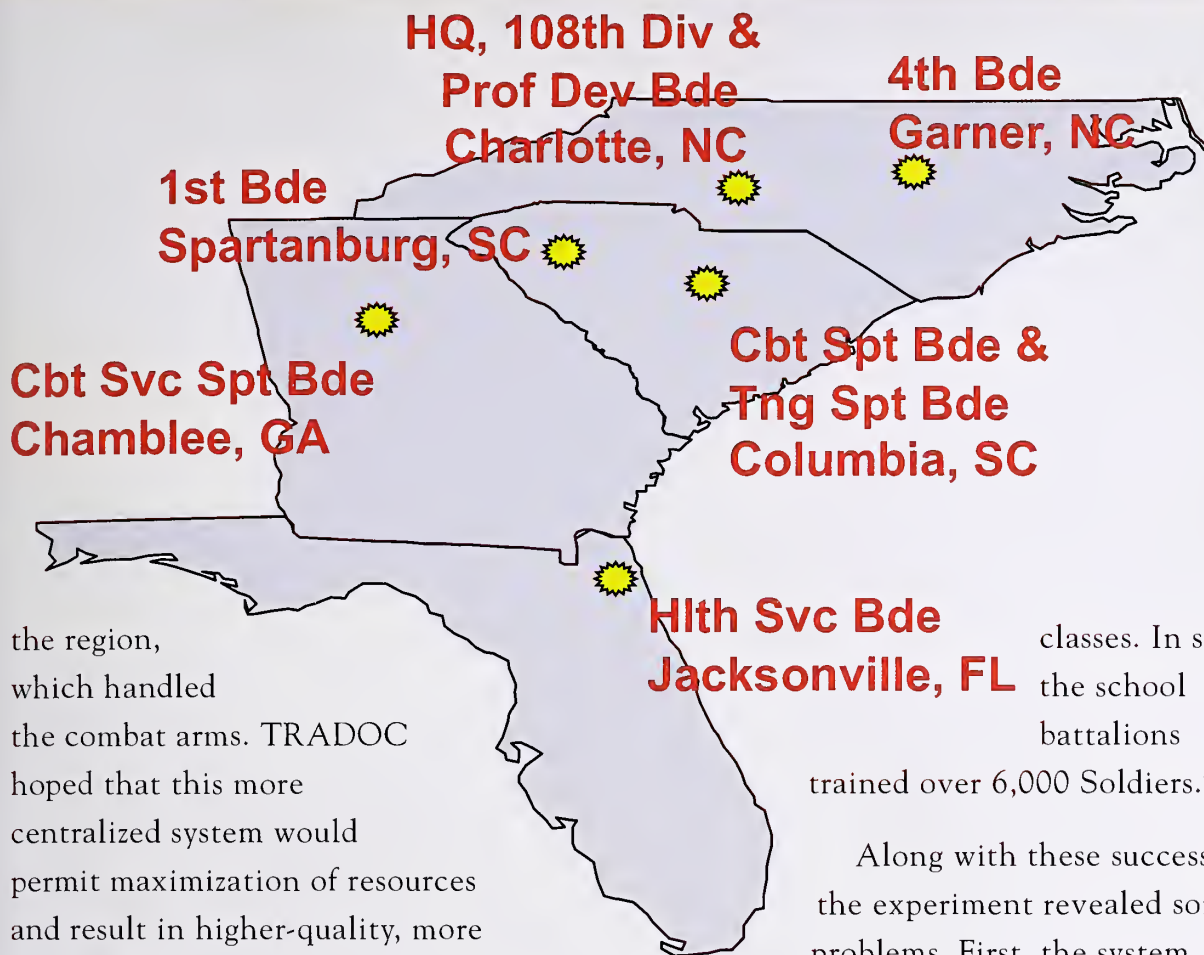 HQ, 108th Div &
Prof Dev Bde
Charlotte, NC
4th Bde
Garner, NC
1st Bde
Spartanburg, SC
Cbt Svc Spt Bde
Chamblee, GA
Cbt Spt Bde &
Tng Spt Bde
Columbia, SC
Hlth Svc Bde
Jacksonville, FL
the region,
which handled
the combat arms. TRADOC
hoped that this more
centralized system would
permit maximization of resources
and result in higher-quality, more
classes. In
the school
battalions
trained over 6,000 Soldiers.
Along with these
the experiment revealed
problems. First, the system